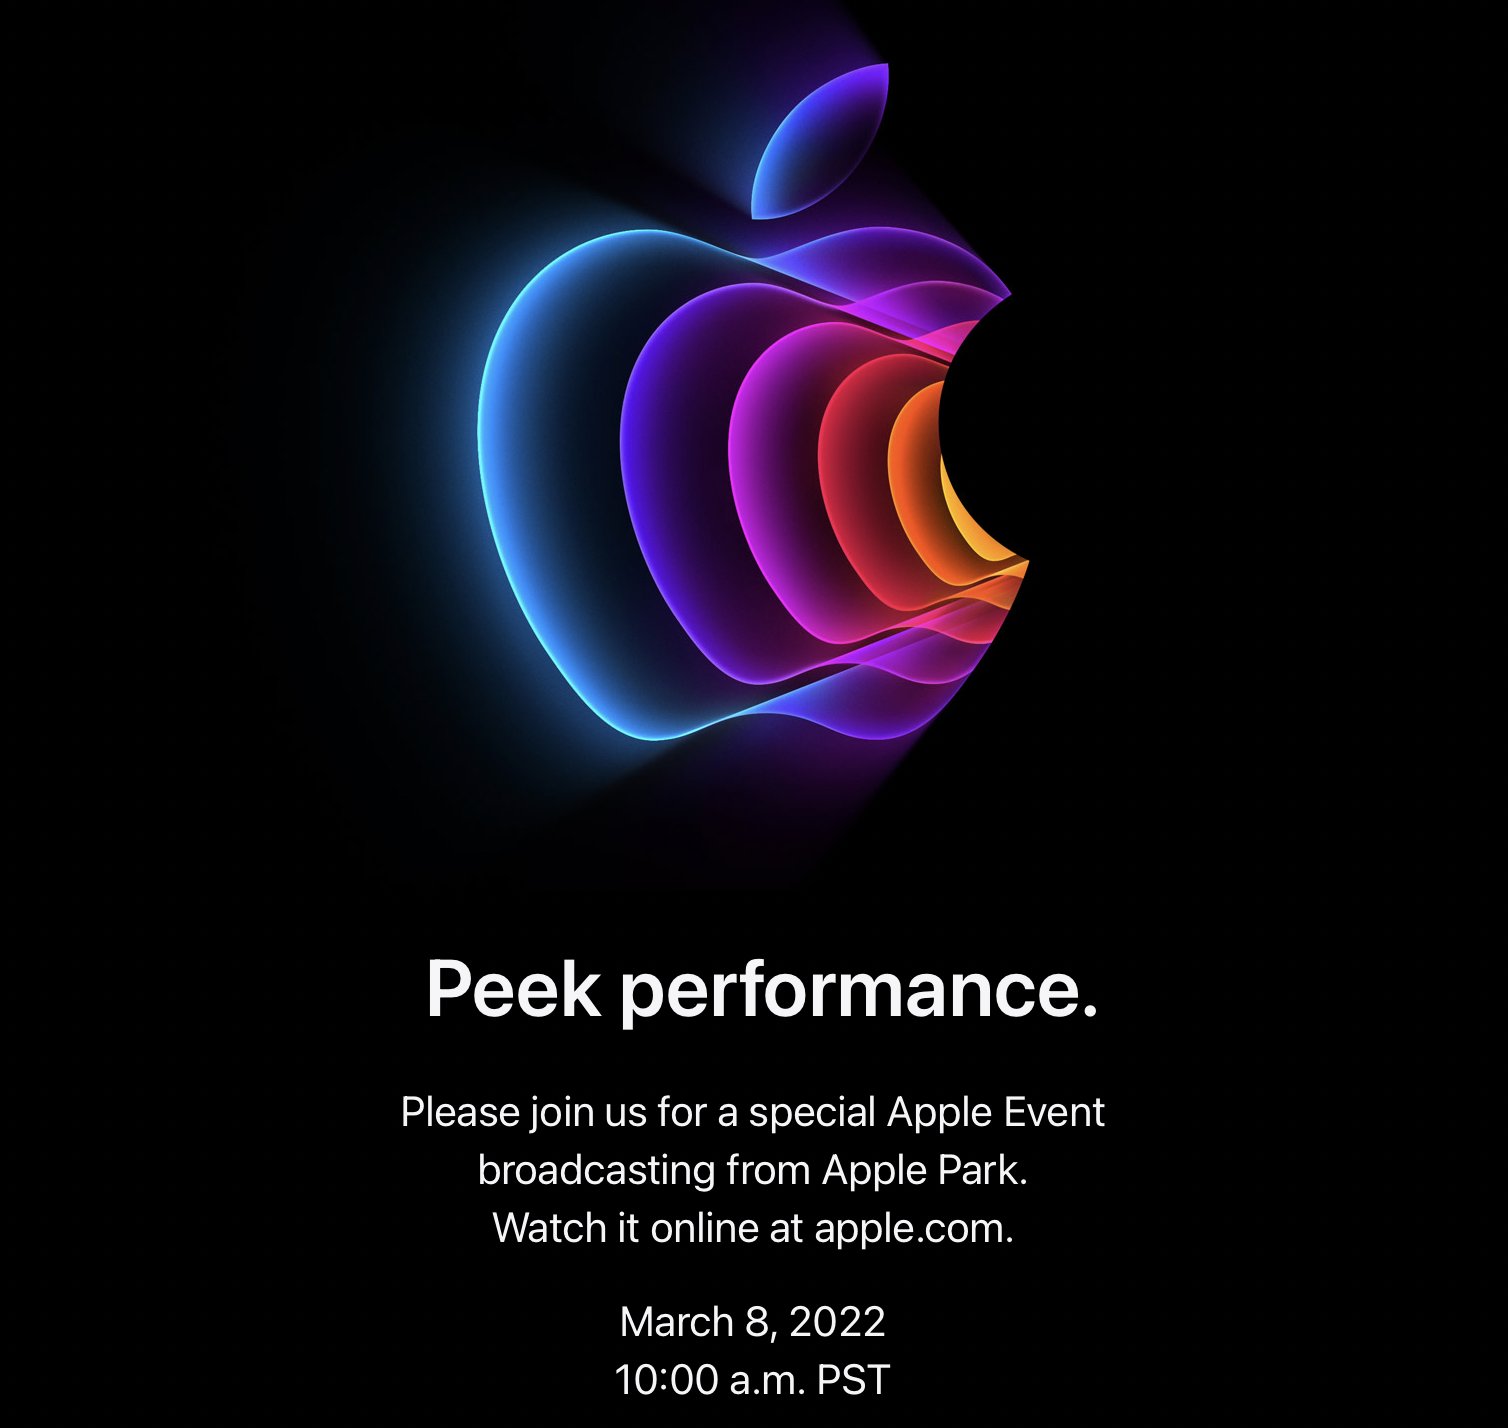 Peek performance.
Please join us for a special Apple Event
broadcasting from Apple Park.
Watch it online at apple.com.
March 8, 2022
10:00 a.m. PST